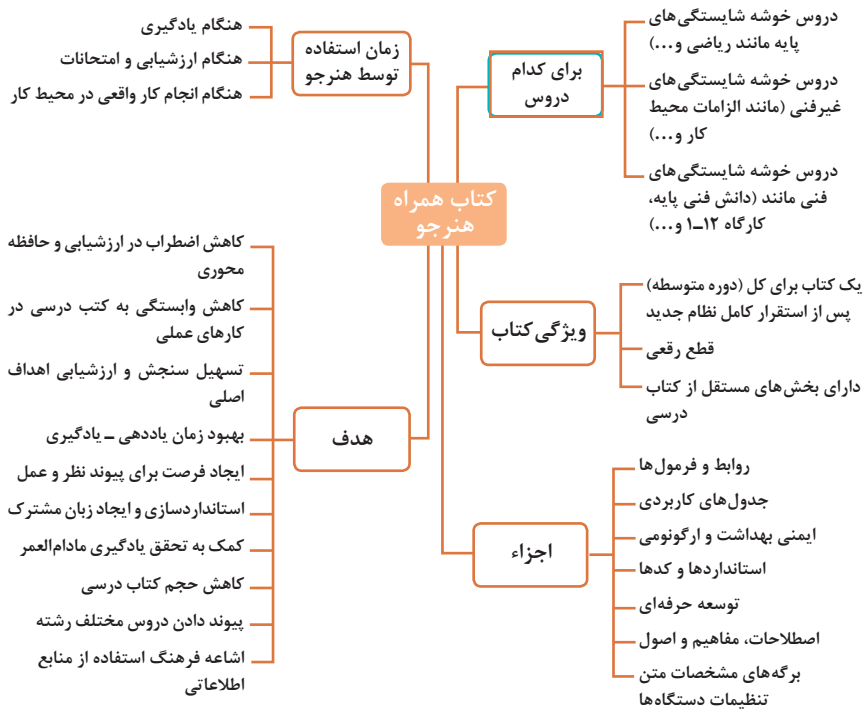 کتاب همراه
هنرجو
برای کدام
دروس
دروس خوشه شایستگی‌های
پایه مانند ریاضی و...)
دروس خوشه شایستگی‌های
غیرفنی (مانند الزامات محیط
کار و...)
دروس خوشه شایستگی‌های
فنی مانند (دانش فنی پایه،
کارگاه ۱۲ـ۱ و...)
ویژگی کتاب
یک کتاب برای کل (دوره متوسطه)
پس از استقرار کامل نظام جدید
قطع رقعی
دارای بخش‌های مستقل از کتاب
درسی
اجزاء
روابط و فرمول‌ها
جدول‌های کاربردی
ایمنی بهداشت و ارگونومی
استانداردها و کدها
توسعه حرفه‌ای
اصطلاحات، مفاهیم و اصول
برگه‌های مشخصات متن
تنظیمات دستگاه‌ها
زمان استفاده
توسط هنرجو
هنگام یادگیری
هنگام ارزشیابی و امتحانات
هنگام انجام کار واقعی در محیط کار
هدف
کاهش اضطراب در ارزشیابی و حافظه
محوری
کاهش وابستگی به کتب درسی در
کارهای عملی
تسهیل سنجش و ارزشیابی اهداف
اصلی
بهبود زمان یاددهی ـ یادگیری
ایجاد فرصت برای پیوند نظر و عمل
استانداردسازی و ایجاد زبان مشترک
کمک به تحقق یادگیری مادام‌العمر
کاهش حجم کتاب درسی
پیوند دادن دروس مختلف رشته
اشاعه فرهنگ استفاده از منابع
اطلاعاتی